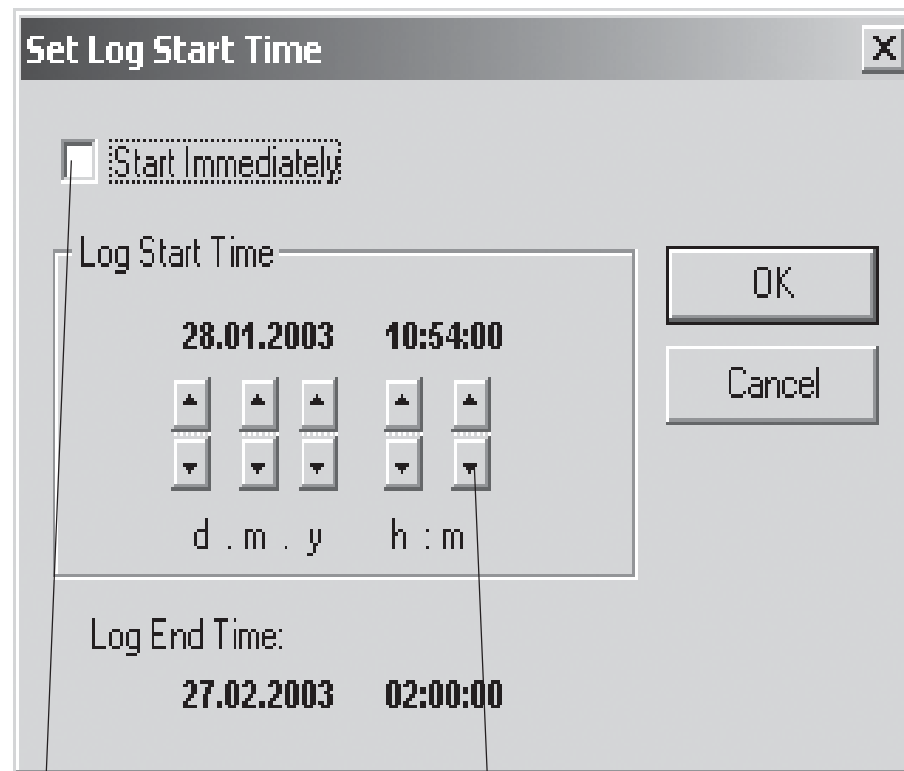 Set Log Start Time X
Start Immediately
Log Start Time
28.01.2003 10:54:00
OK
Cancel
d . m . y h : m
Log End Time:
27.02.2003 02:00:00